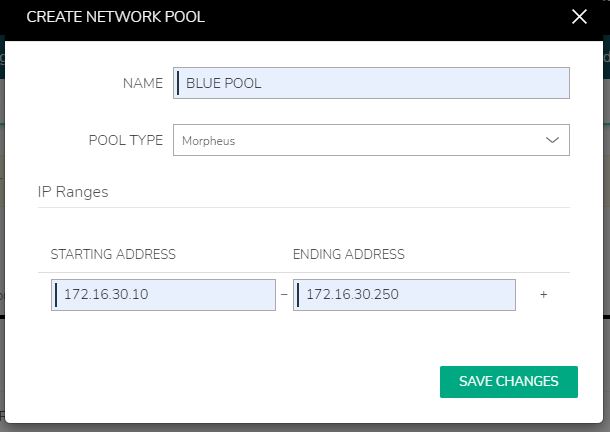 CREATE NETWORK POOL
NAME BLUE POOL
POOL TYPE Morpheus
IP Ranges
STARTING ADDRESS ENDING ADDRESS
172.16.30.10 – 172.16.30.250 +
SAVE CHANGES